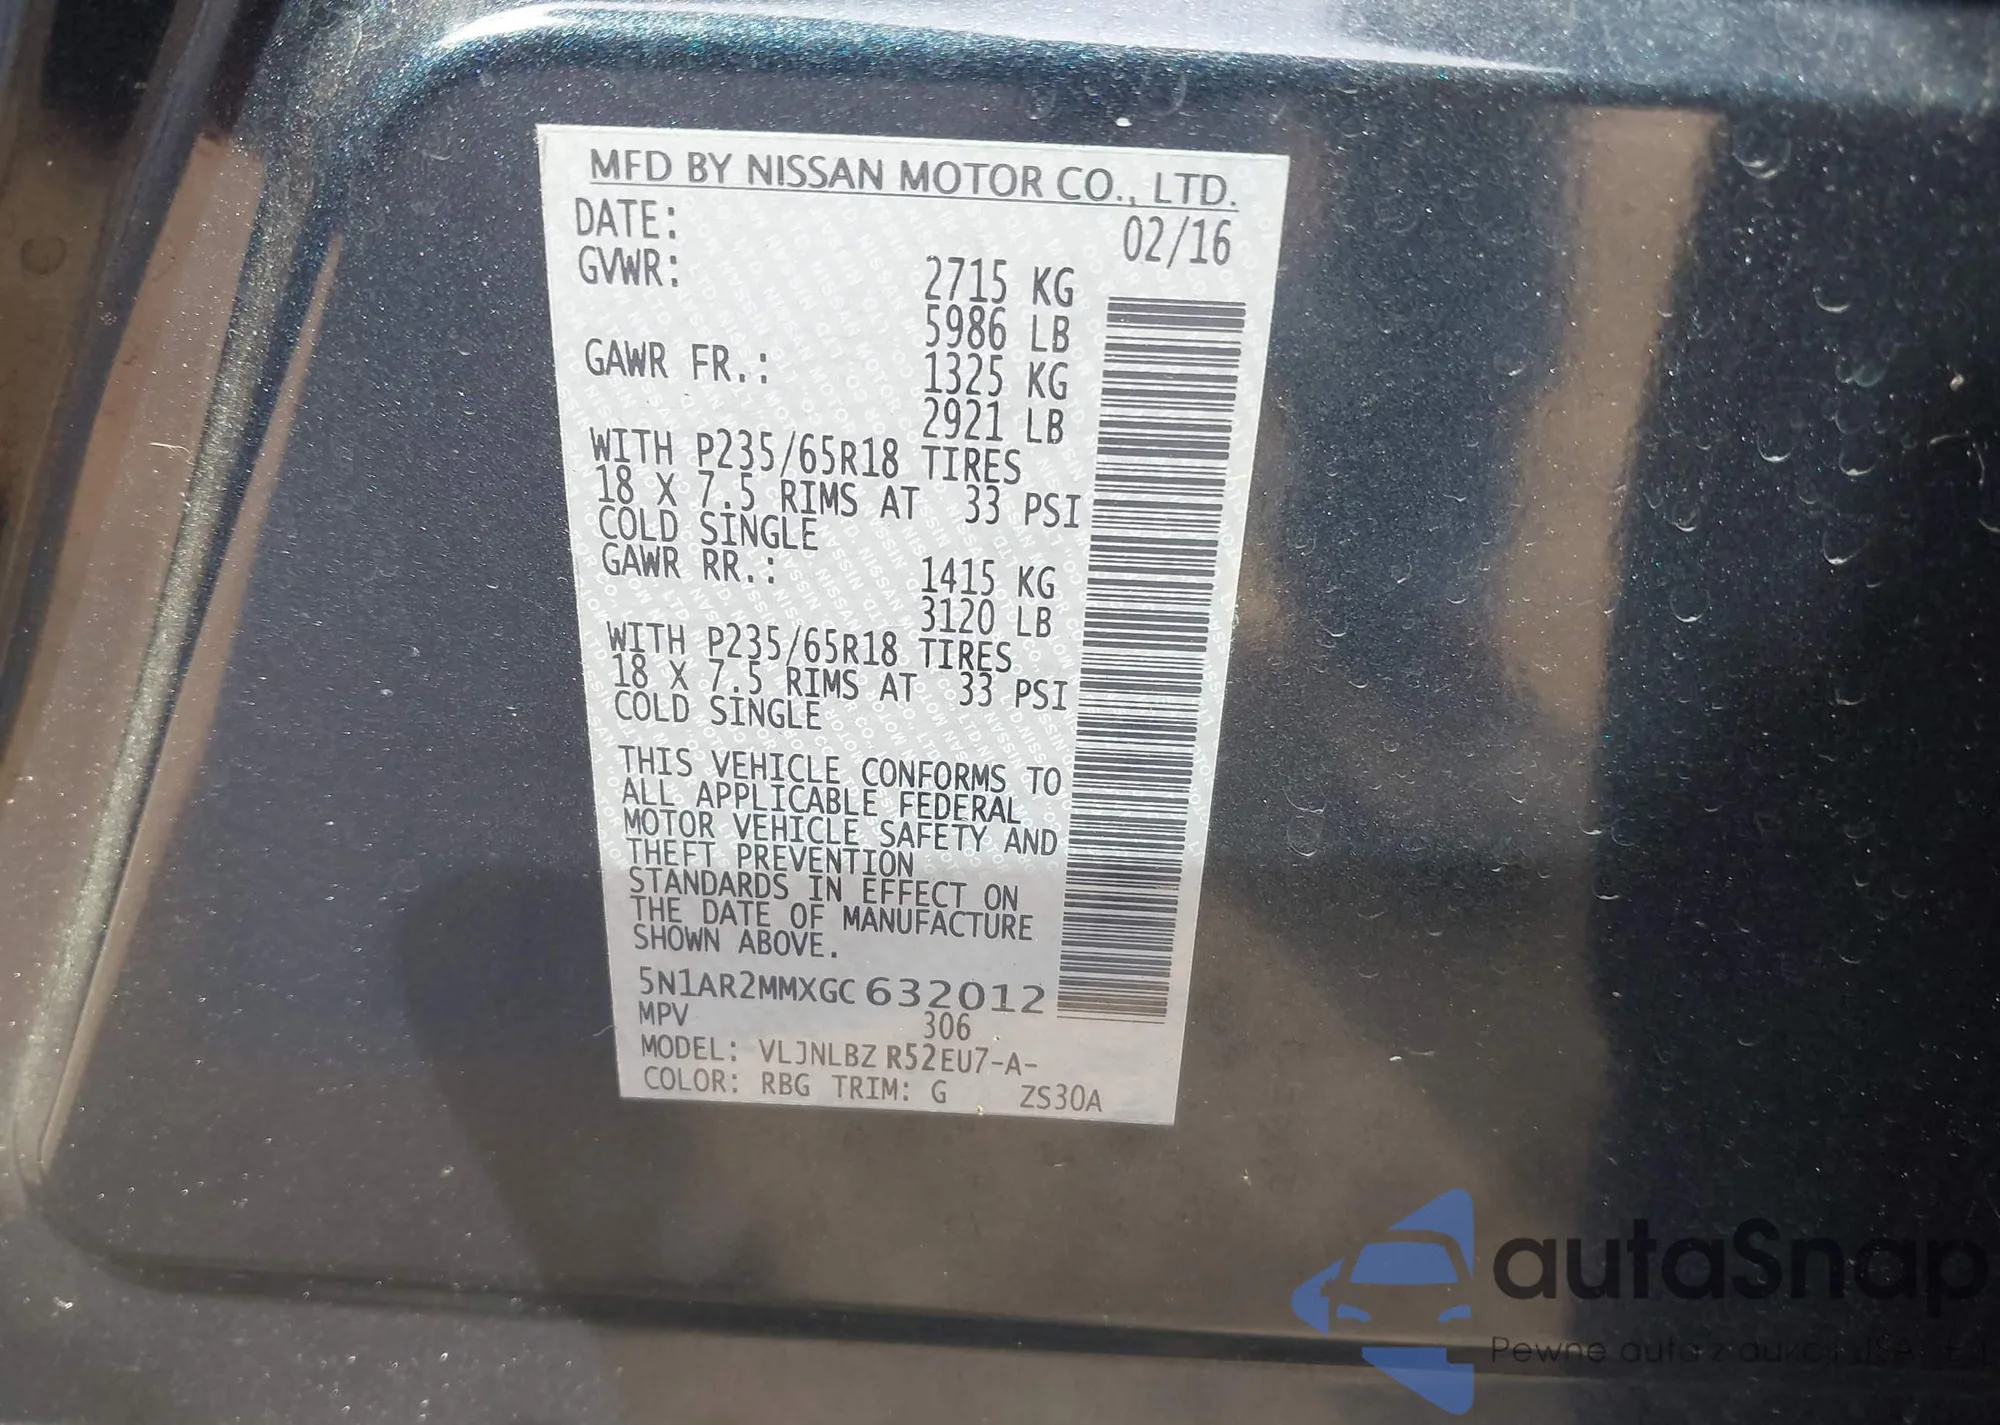 MFD BY NISSAN MOTOR CO., LTD.
DATE: 02/16
GVWR: 2715 KG
5986 LB
GAWR FR.: 1325 KG
2921 LB
WITH P235/65R18 TIRES
18 X 7.5 RIMS AT 33 PSI
COLD SINGLE
GAWR RR.: 1415 KG
3120 LB
WITH P235/65R18 TIRES
18 X 7.5 RIMS AT 33 PSI
COLD SINGLE
THIS VEHICLE CONFORMS TO
ALL APPLICABLE FEDERAL
MOTOR VEHICLE SAFETY AND
THEFT PREVENTION
STANDARDS IN EFFECT ON
THE DATE OF MANUFACTURE
SHOWN ABOVE.
5N1AR2MMXGC632012
MPV 306
MODEL: VLJNLBZ R52EU7-A-
COLOR: RBG TRIM: G ZS30A
autaSnap
Pewne auta z aukcji